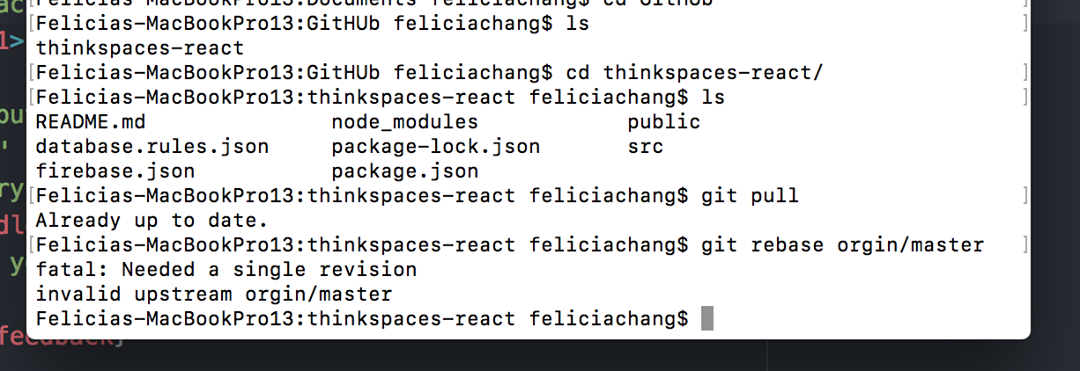 Felicias-MacBookPro13:Documents feliciachang$ cd GitHub
[Felicias-MacBookPro13:GitHUb feliciachang$ ls ]
thinkspaces-react
[Felicias-MacBookPro13:GitHUb feliciachang$ cd thinkspaces-react/ ]
[Felicias-MacBookPro13:thinkspaces-react feliciachang$ ls ]
README.md node_modules public
database.rules.json package-lock.json src
firebase.json package.json
[Felicias-MacBookPro13:thinkspaces-react feliciachang$ git pull ]
Already up to date.
[Felicias-MacBookPro13:thinkspaces-react feliciachang$ git rebase orgin/master ]
fatal: Needed a single revision
invalid upstream orgin/master
Felicias-MacBookPro13:thinkspaces-react feliciachang$